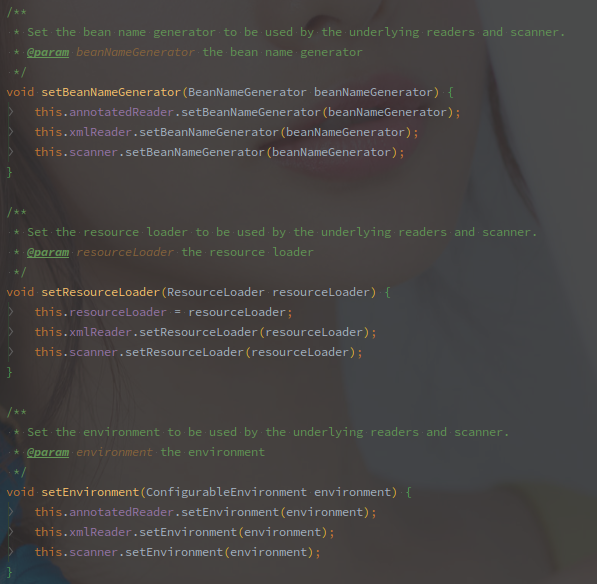 /**
 * Set the bean name generator to be used by the underlying readers and scanner.
 * @param beanNameGenerator the bean name generator
 */
void setBeanNameGenerator(BeanNameGenerator beanNameGenerator) {
    this.annotatedReader.setBeanNameGenerator(beanNameGenerator);
    this.xmlReader.setBeanNameGenerator(beanNameGenerator);
    this.scanner.setBeanNameGenerator(beanNameGenerator);
}

/**
 * Set the resource loader to be used by the underlying readers and scanner.
 * @param resourceLoader the resource loader
 */
void setResourceLoader(ResourceLoader resourceLoader) {
    this.resourceLoader = resourceLoader;
    this.xmlReader.setResourceLoader(resourceLoader);
    this.scanner.setResourceLoader(resourceLoader);
}

/**
 * Set the environment to be used by the underlying readers and scanner.
 * @param environment the environment
 */
void setEnvironment(ConfigurableEnvironment environment) {
    this.annotatedReader.setEnvironment(environment);
    this.xmlReader.setEnvironment(environment);
    this.scanner.setEnvironment(environment);
}